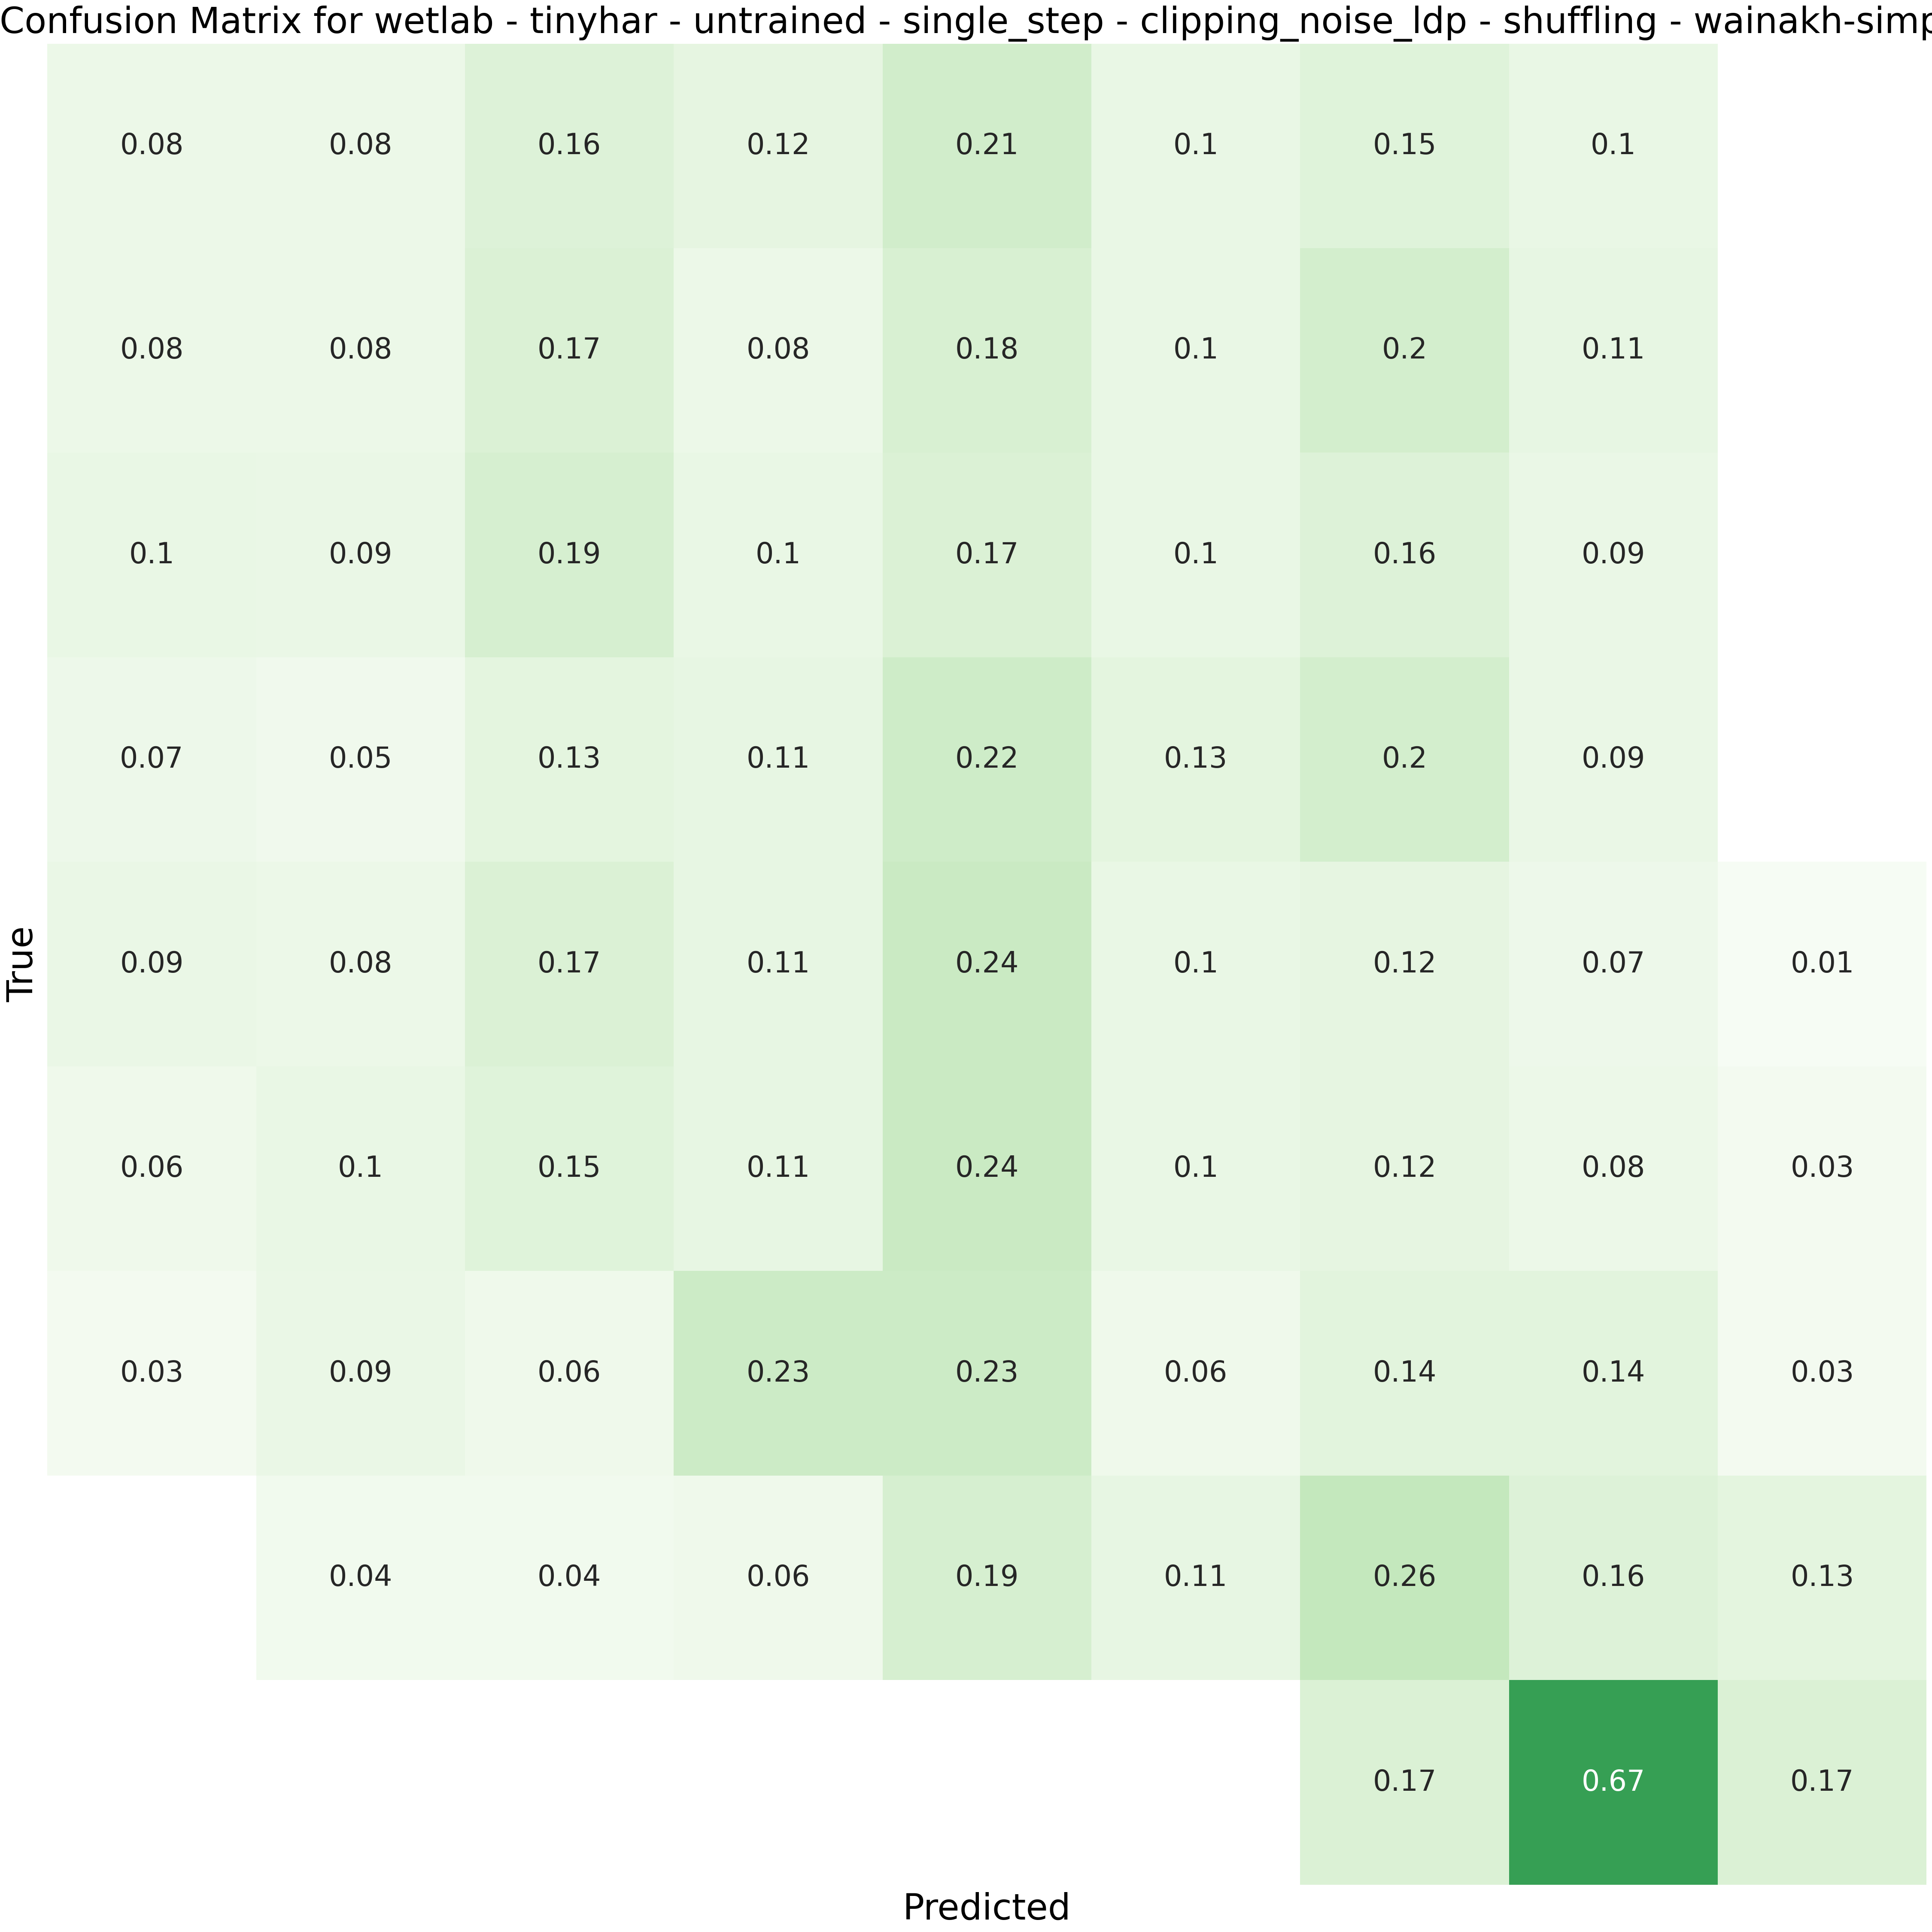 Confusion Matrix for wetlab - tinyhar - untrained - single_step - clipping_noise_ldp - shuffling - wainakh-simp
0.08 0.08 0.16 0.12 0.21 0.1 0.15 0.1
0.08 0.08 0.17 0.08 0.18 0.1 0.2 0.11
0.1 0.09 0.19 0.1 0.17 0.1 0.16 0.09
0.07 0.05 0.13 0.11 0.22 0.13 0.2 0.09
True
0.09 0.08 0.17 0.11 0.24 0.1 0.12 0.07 0.01
0.06 0.1 0.15 0.11 0.24 0.1 0.12 0.08 0.03
0.03 0.09 0.06 0.23 0.23 0.06 0.14 0.14 0.03
0.04 0.04 0.06 0.19 0.11 0.26 0.16 0.13
0.17 0.67 0.17
Predicted